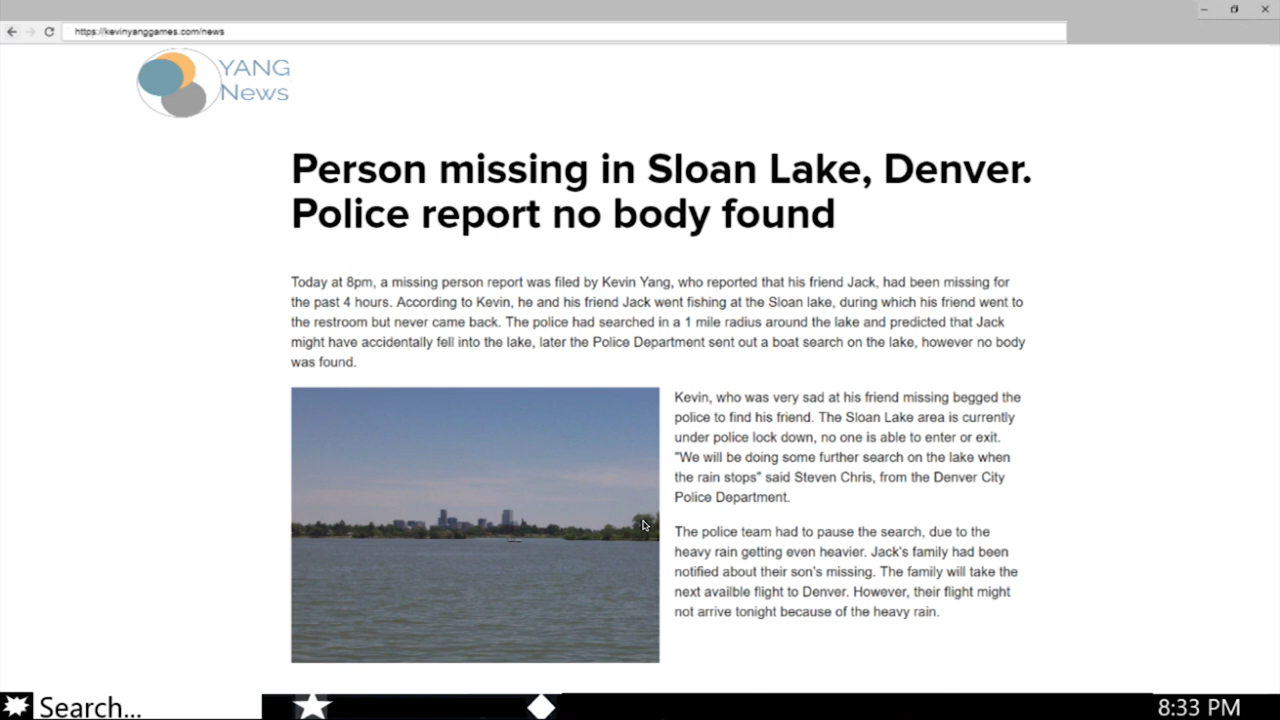 https://kevinyanggames.com/news
YANG
News
Person missing in Sloan Lake, Denver.
Police report no body found
Today at 8pm, a missing person report was filed by Kevin Yang, who reported that his friend Jack, had been missing for
the past 4 hours. According to Kevin, he and his friend Jack went fishing at the Sloan lake, during which his friend went to
the restroom but never came back. The police had searched in a 1 mile radius around the lake and predicted that Jack
might have accidentally fell into the lake, later the Police Department sent out a boat search on the lake, however no body
was found.
Kevin, who was very sad at his friend missing begged the
police to find his friend. The Sloan Lake area is currently
under police lock down, no one is able to enter or exit.
"We will be doing some further search on the lake when
the rain stops" said Steven Chris, from the Denver City
Police Department.
The police team had to pause the search, due to the
heavy rain getting even heavier. Jack's family had been
notified about their son's missing. The family will take the
next availble flight to Denver. However, their flight might
not arrive tonight because of the heavy rain.
Search...
8:33 PM